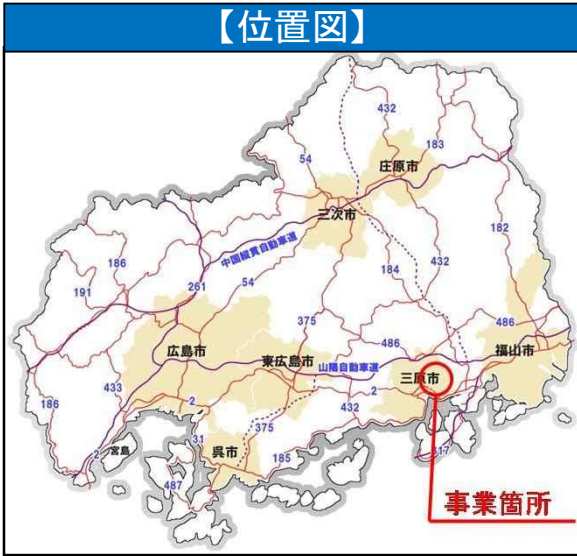 【位置図】
432
54
183
庄原市
三次市
182
186
中国縦貫自動車道
184
432
191
261
54
375
486
486
広島市
東広島市
山陽自動車道
三原市
福山市
186
433
2
2
432
31
375
2
宮島
呉市
185
487
事業箇所